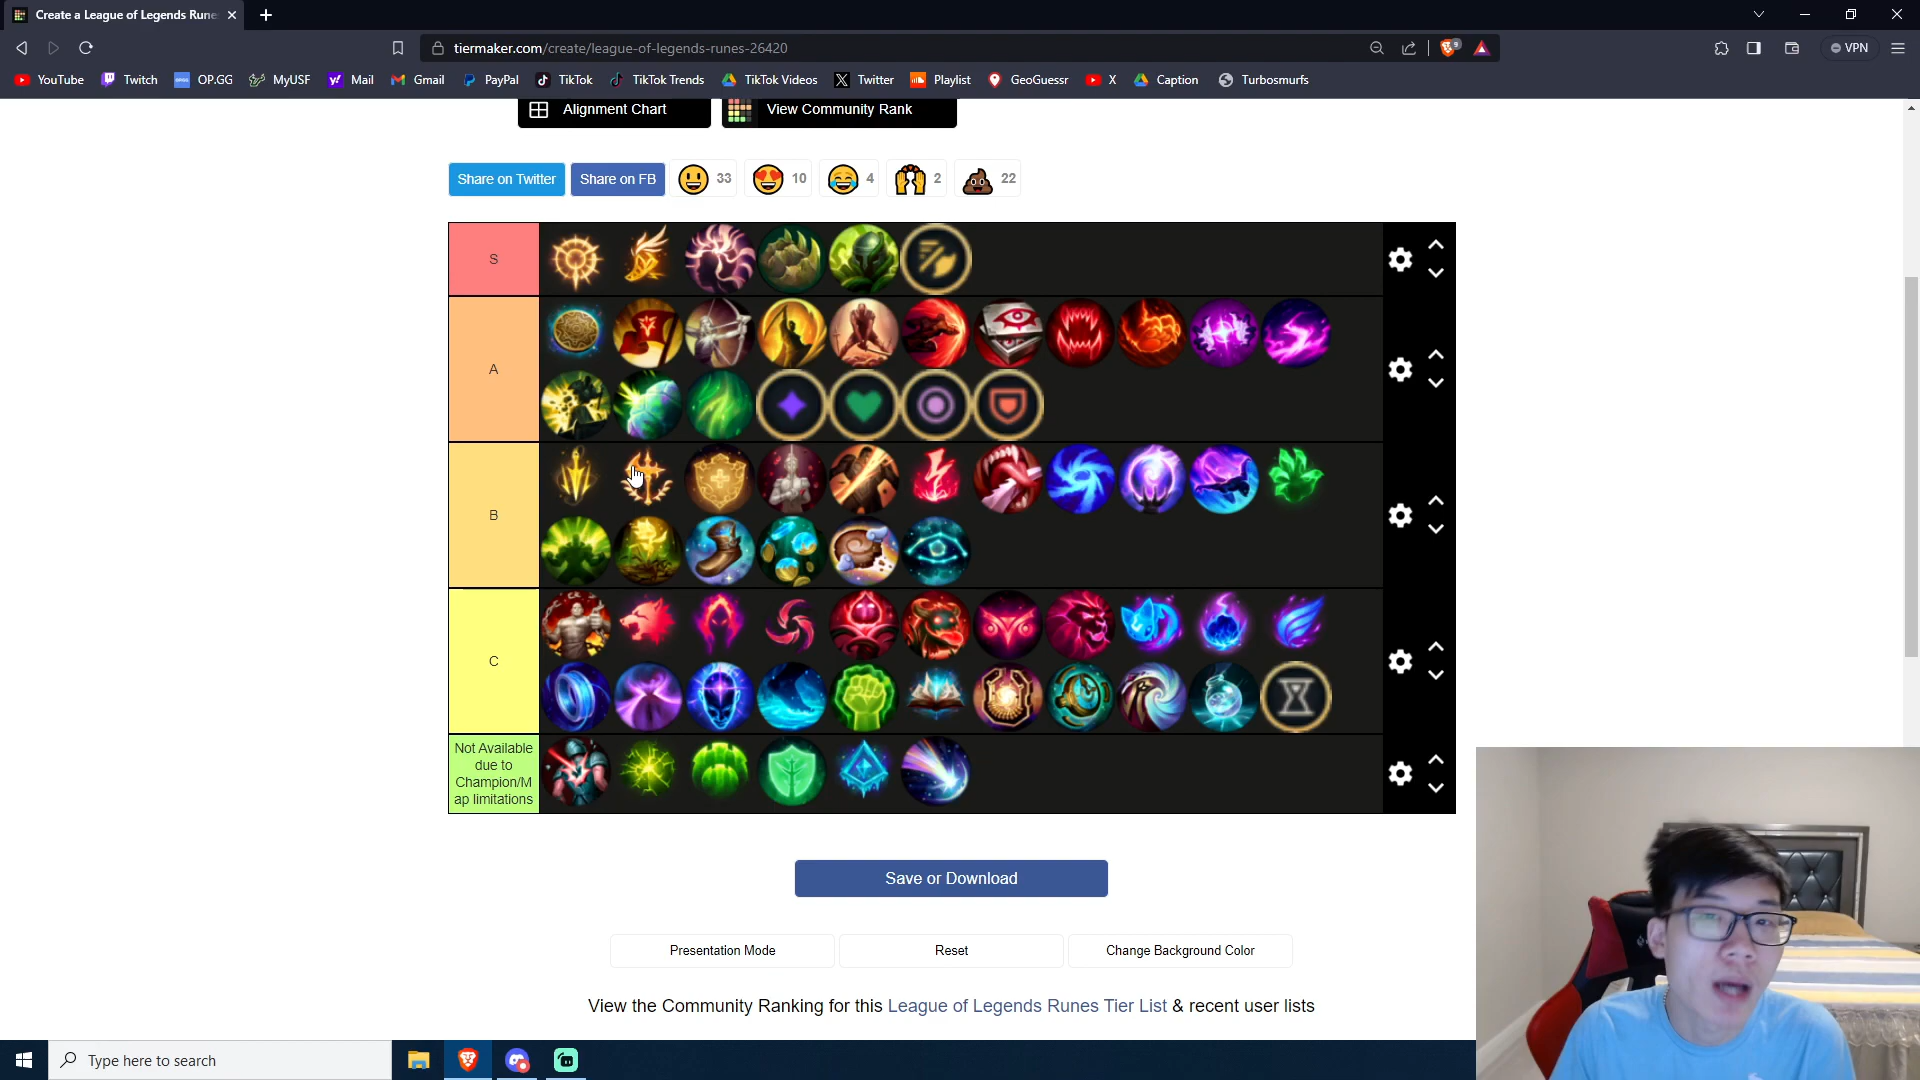 Create a League of Legends Rune
tiermaker.com/create/league-of-legends-runes-26420
9
VPN
YouTube
Twitch
OP.GG
MyUSF
Mail
Gmail
PayPal
TikTok
TikTok Trends
TikTok Videos
Twitter
Playlist
GeoGuessr
X
Caption
Turbosmurfs
Alignment Chart
View Community Rank
Share on Twitter
Share on FB
33
10
4
2
22
S
A
B
C
Not Available
due to
Champion/M
ap limitations
Save or Download
Presentation Mode
Reset
Change Background Color
View the Community Ranking for this League of Legends Runes Tier List & recent user lists
Type here to search